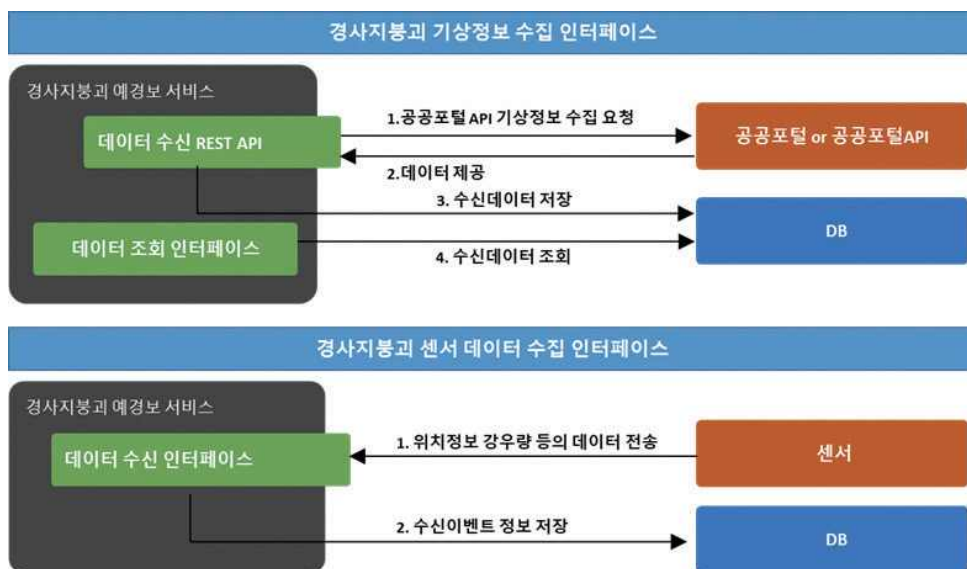 경사지붕괴 기상정보 수집 인터페이스
경사지붕괴 예경보 서비스
데이터 수신 REST API
1.공공포털 API 기상정보 수집 요청
공공포털 or 공공포털API
2.데이터 제공
3. 수신데이터 저장
DB
데이터 조회 인터페이스
4. 수신데이터 조회
경사지붕괴 센서 데이터 수집 인터페이스
경사지붕괴 예경보 서비스
데이터 수신 인터페이스
1. 위치정보 강우량 등의 데이터 전송
센서
2. 수신이벤트 정보 저장
DB